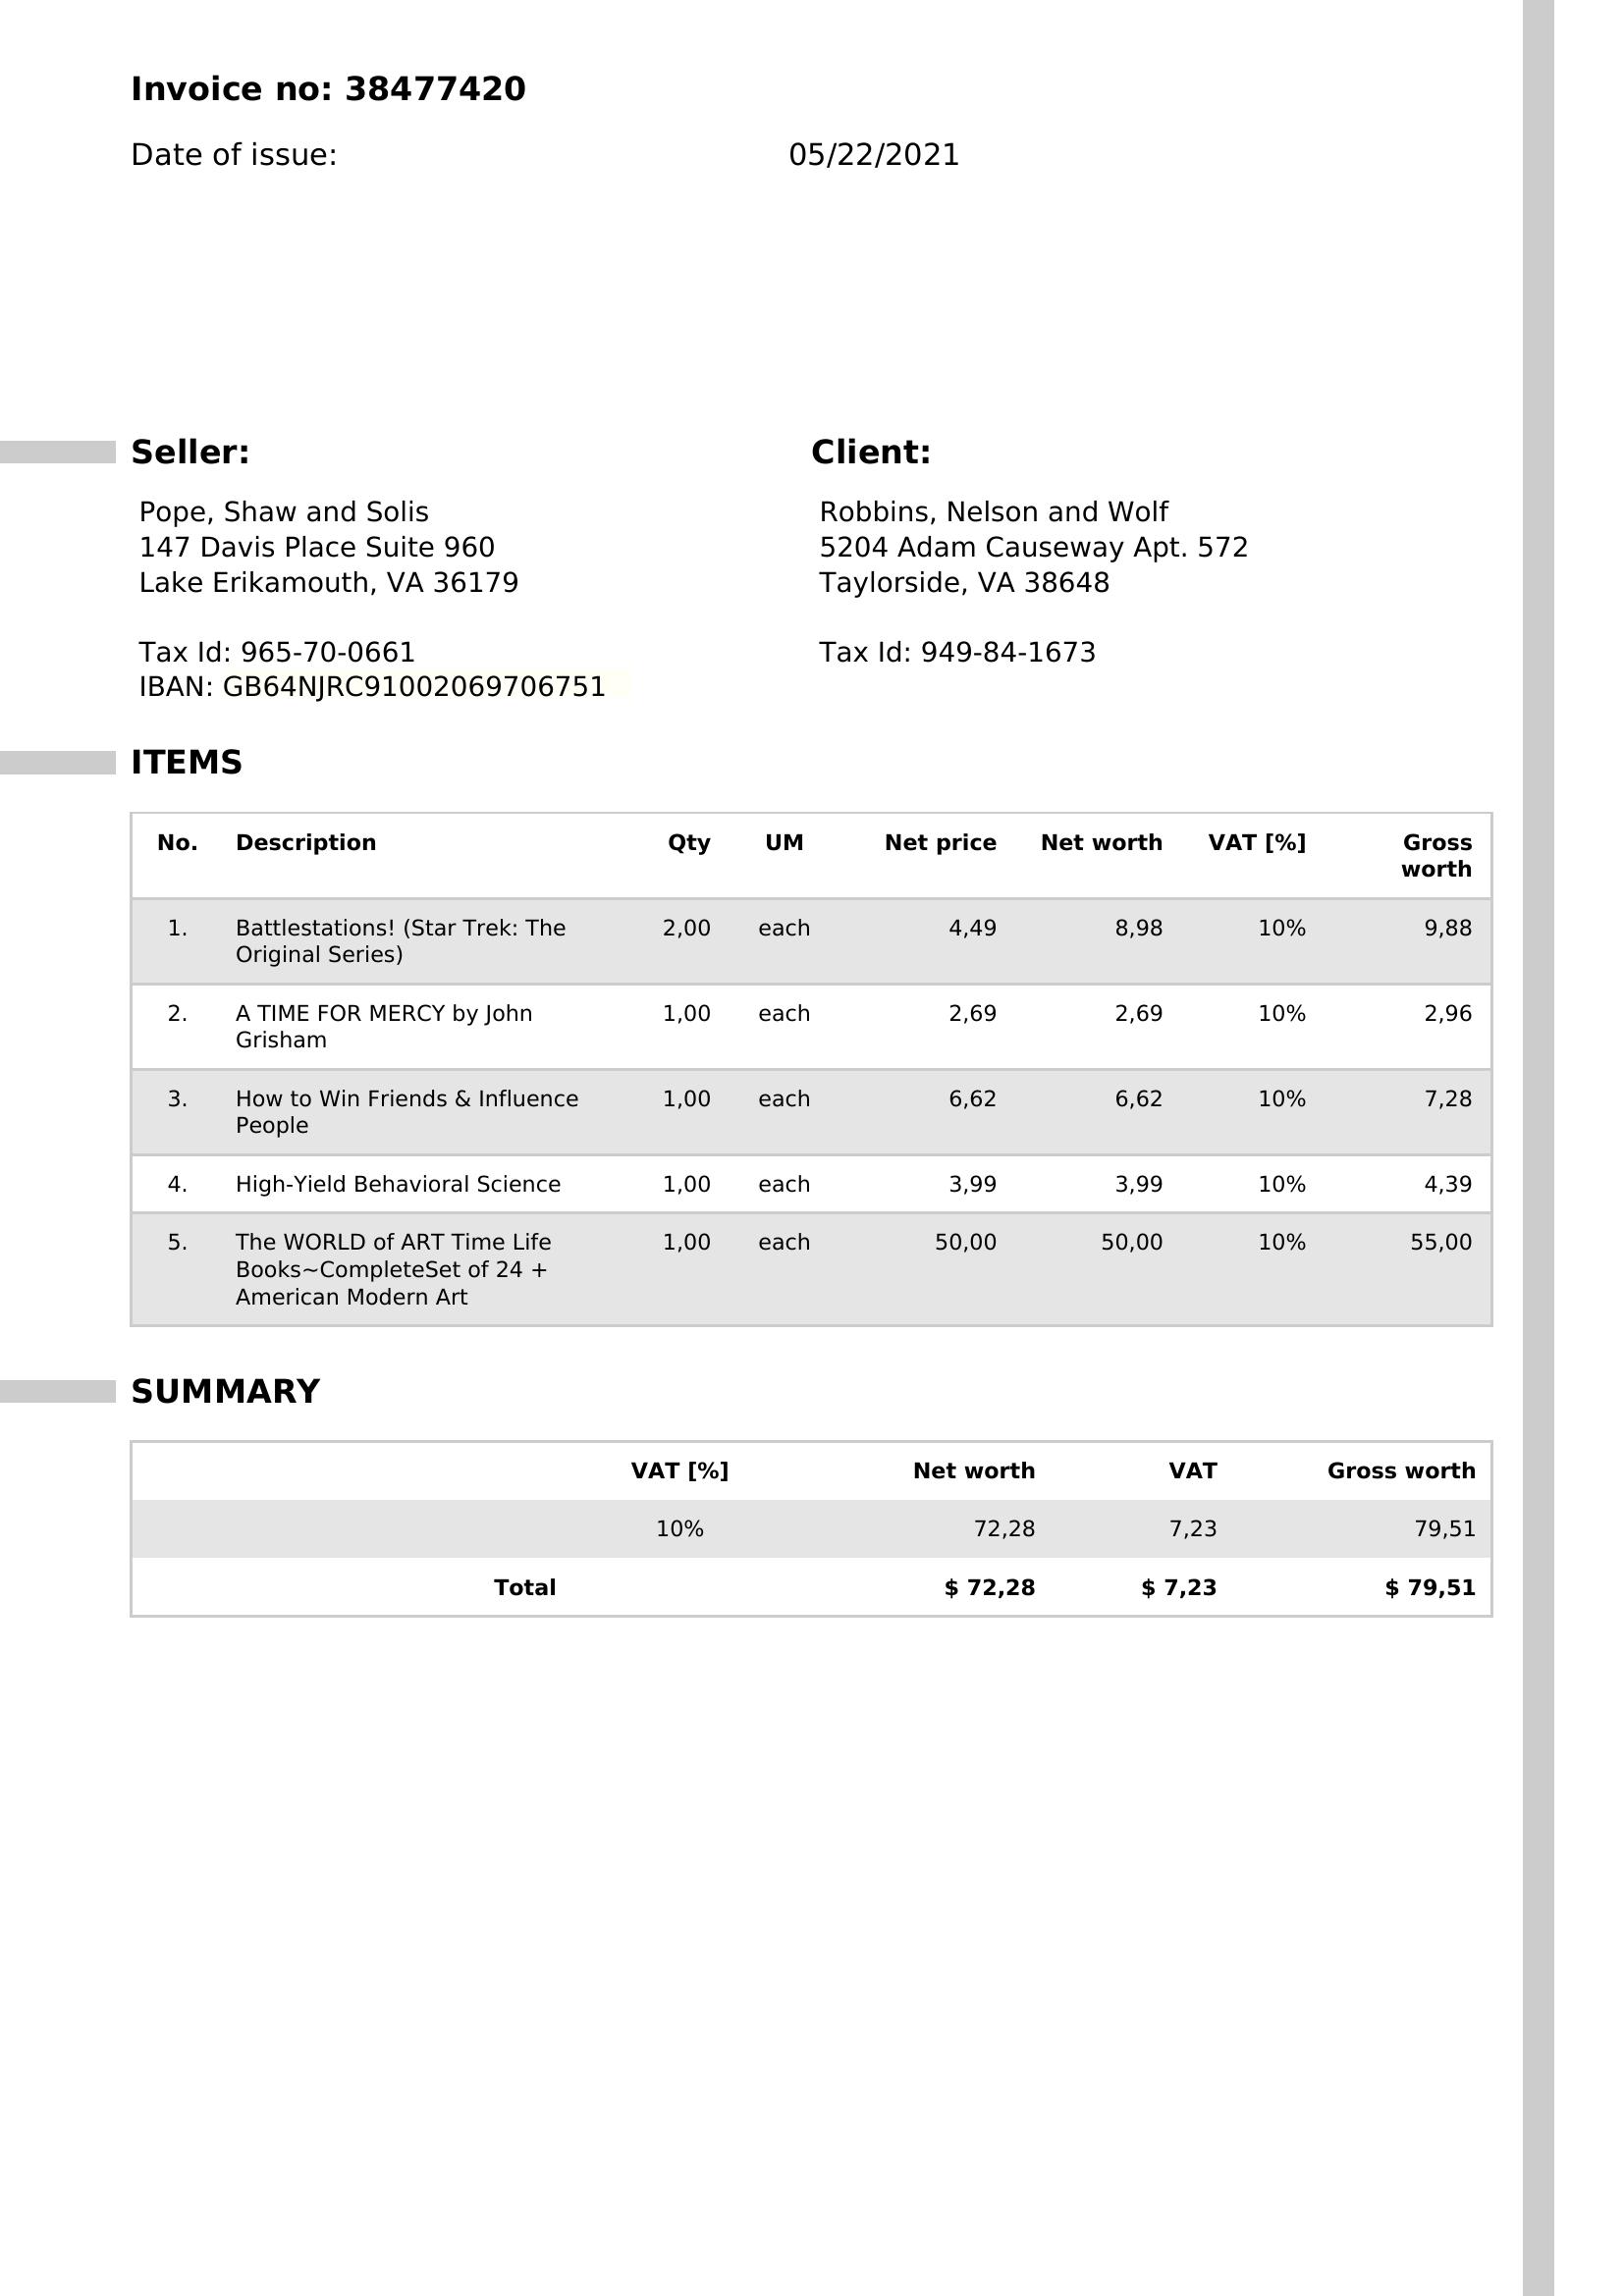 Invoice no: 38477420
Date of issue: 05/22/2021
Seller:
Pope, Shaw and Solis
147 Davis Place Suite 960
Lake Erikamouth, VA 36179
Tax Id: 965-70-0661
IBAN: GB64NJRC91002069706751
Client:
Robbins, Nelson and Wolf
5204 Adam Causeway Apt. 572
Taylorside, VA 38648
Tax Id: 949-84-1673
ITEMS
No. Description Qty UM Net price Net worth VAT [%] Gross
worth
1. Battlestations! (Star Trek: The 2,00 each 4,49 8,98 10% 9,88
Original Series)
2. A TIME FOR MERCY by John 1,00 each 2,69 2,69 10% 2,96
Grisham
3. How to Win Friends & Influence 1,00 each 6,62 6,62 10% 7,28
People
4. High-Yield Behavioral Science 1,00 each 3,99 3,99 10% 4,39
5. The WORLD of ART Time Life 1,00 each 50,00 50,00 10% 55,00
Books~CompleteSet of 24 +
American Modern Art
SUMMARY
VAT [%] Net worth VAT Gross worth
10% 72,28 7,23 79,51
Total $ 72,28 $ 7,23 $ 79,51